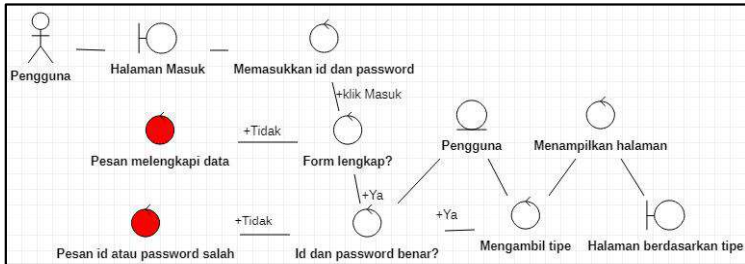 Pengguna
Halaman Masuk
Memasukkan id dan password
+klik Masuk
+Tidak
Pesan melengkapi data
Form lengkap?
Pengguna
Menampilkan halaman
+Ya
+Tidak
+Ya
Pesan id atau password salah
Id dan password benar?
Mengambil tipe
Halaman berdasarkan tipe